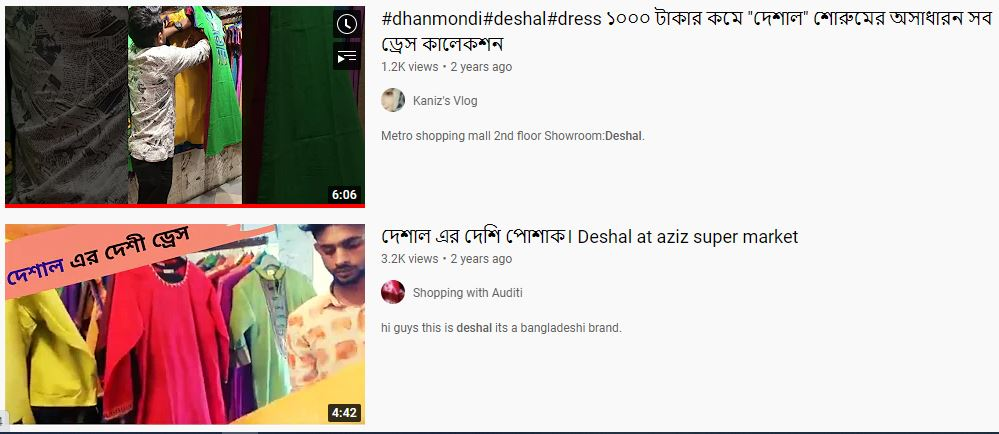 #dhanmondi#deshal#dress ১০০০ টাকার কমে "দেশাল" শোরুমের অসাধারন সব
ড্রেস কালেকশন
1.2K views • 2 years ago
Kaniz's Vlog
Metro shopping mall 2nd floor Showroom:Deshal.
6:06
দেশাল এর দেশী ড্রেস
দেশাল এর দেশি পোশাক। Deshal at aziz super market
3.2K views • 2 years ago
Shopping with Auditi
hi guys this is deshal its a bangladeshi brand.
4:42